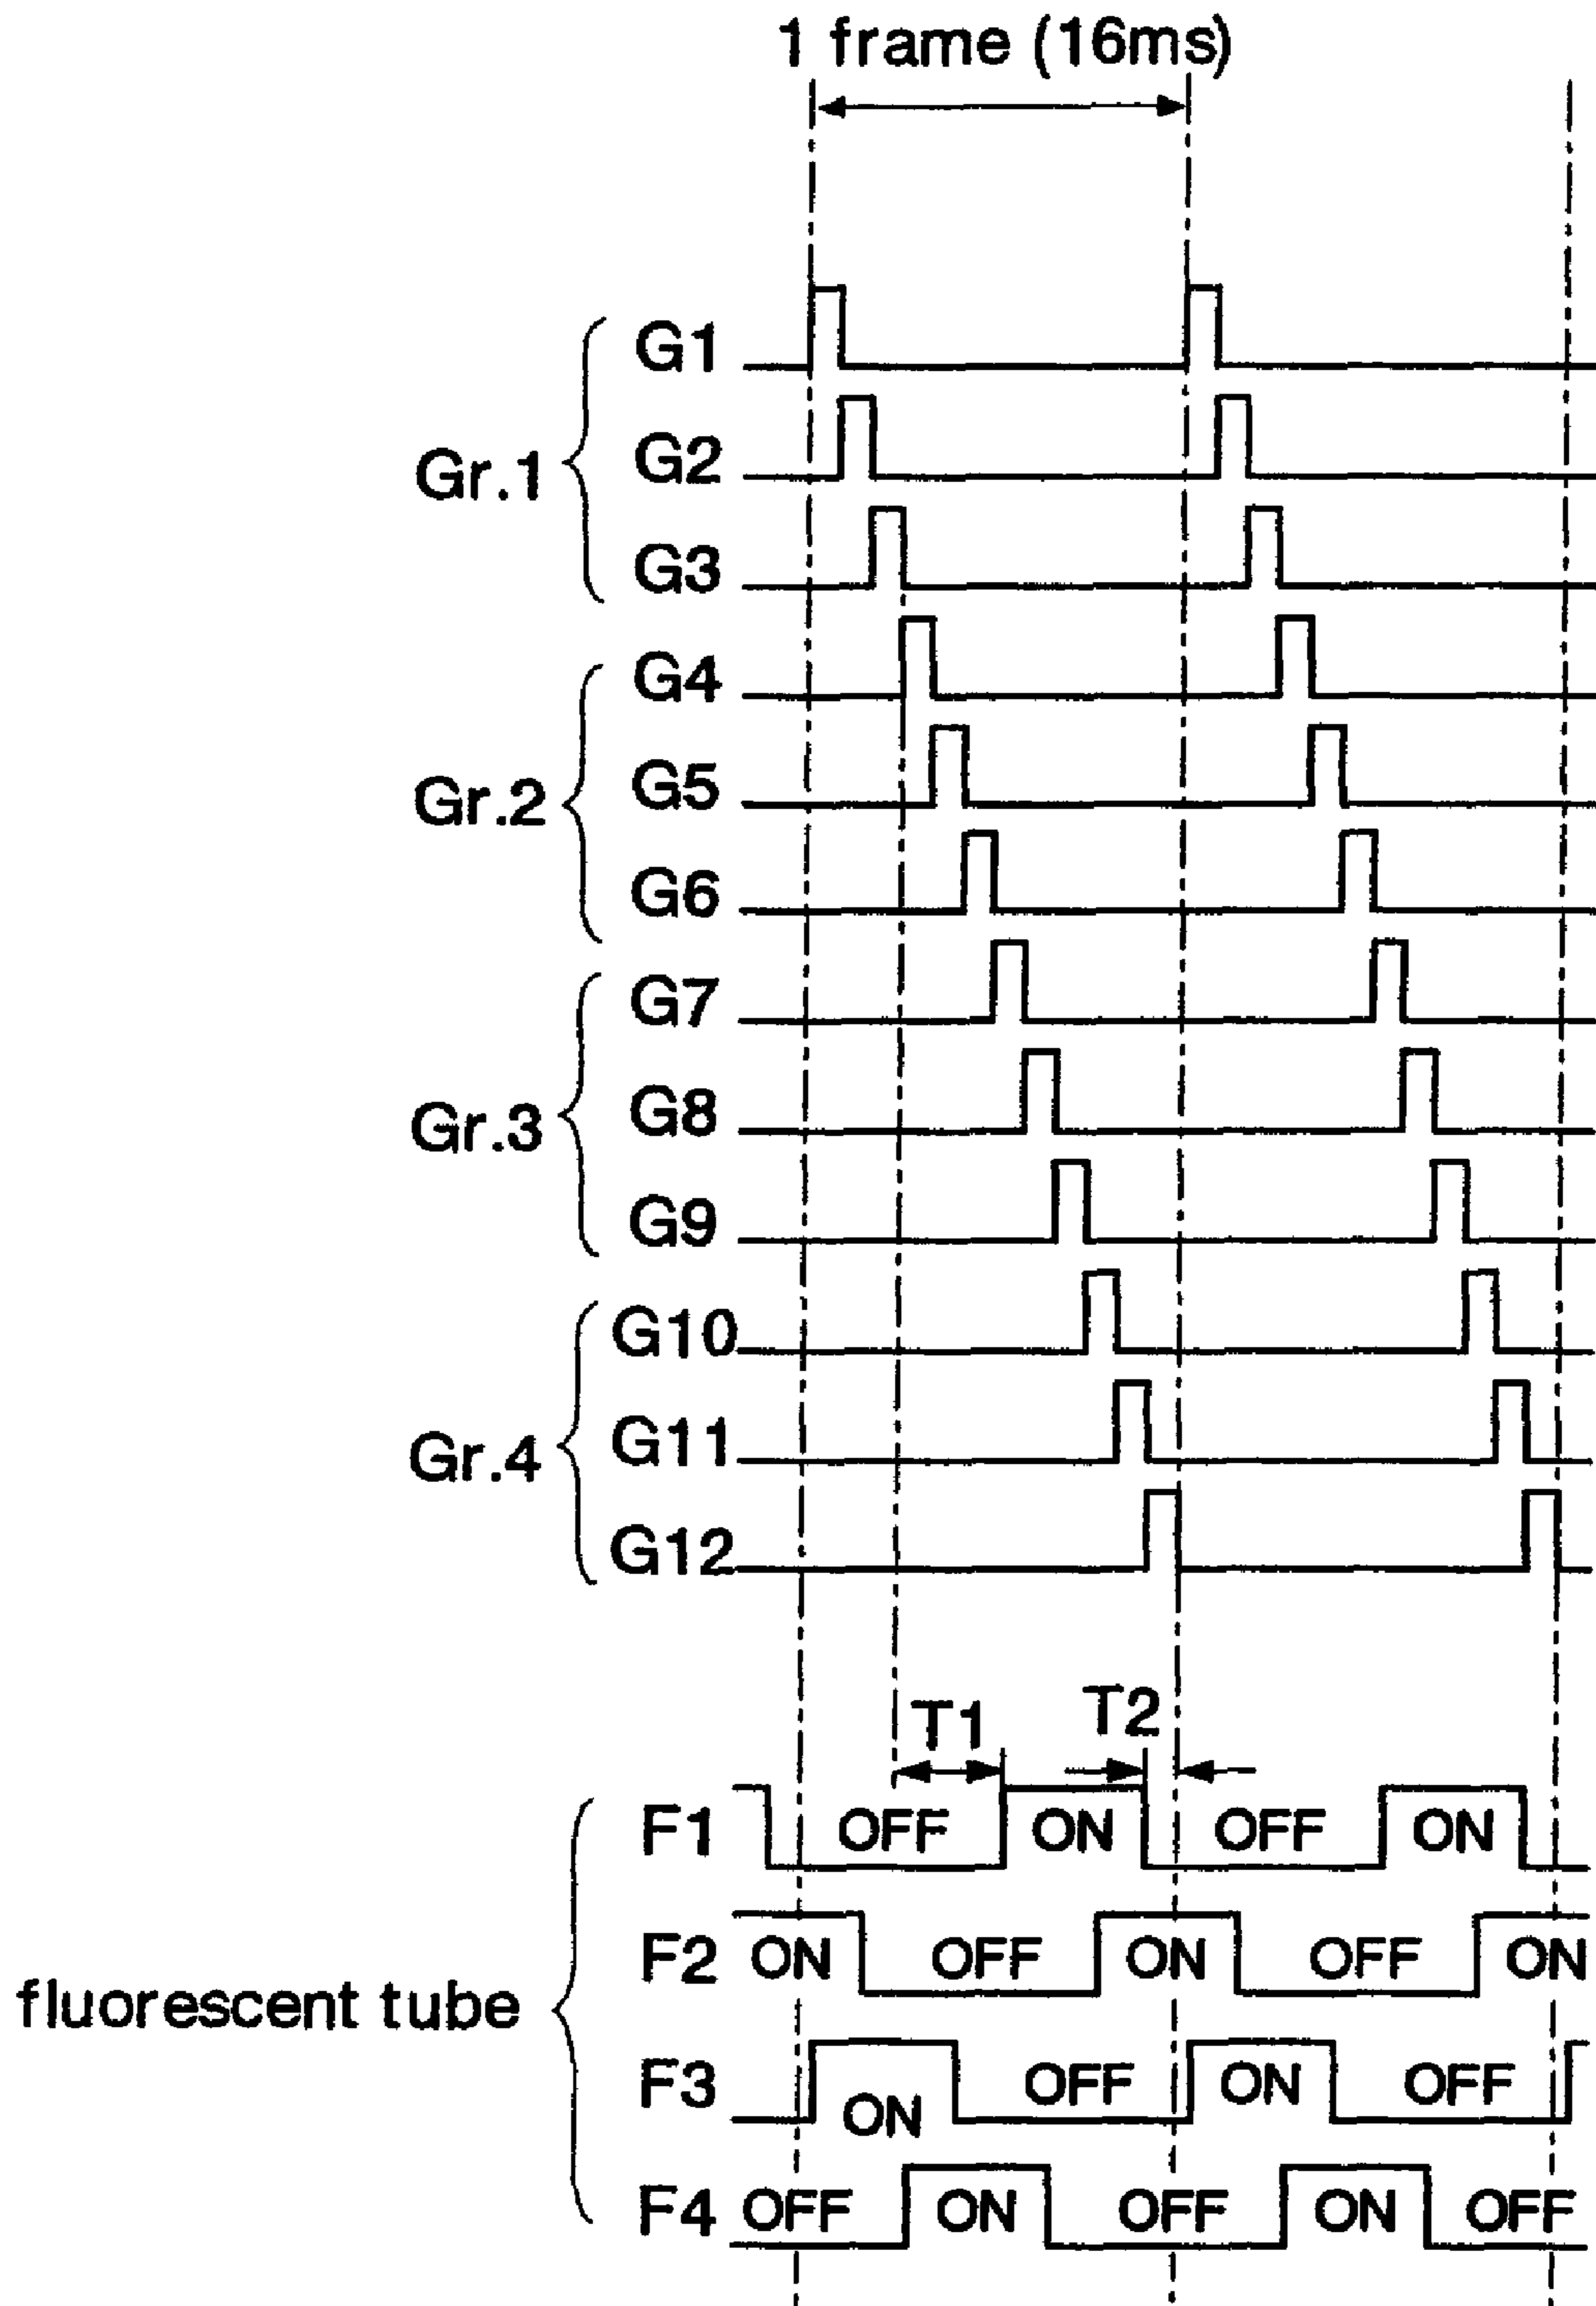 1 frame (16ms)
G1
G2
Gr.1
G3
G4
G5
Gr.2
G6
G7
G8
Gr.3
G9
G10
G11
Gr.4
G12
T1 T2
F1 OFF ON OFF ON
F2 ON OFF ON OFF ON
fluorescent tube
F3 ON OFF ON OFF
F4 OFF ON OFF ON OFF